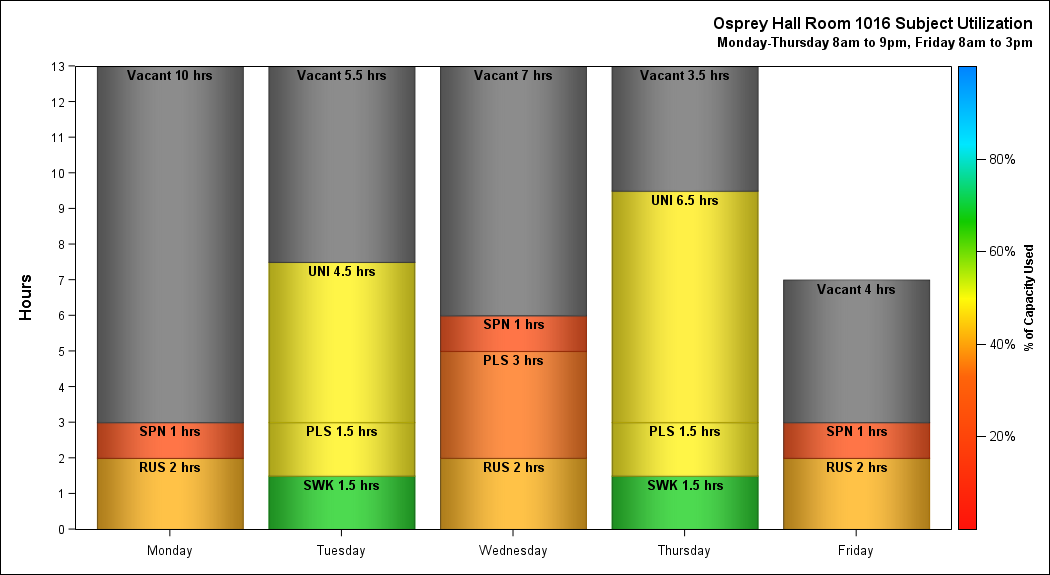 Osprey Hall Room 1016 Subject Utilization
Monday-Thursday 8am to 9pm, Friday 8am to 3pm
Hours
13
12
11
10
9
8
7
6
5
4
3
2
1
0
Vacant 10 hrs
SPN 1 hrs
RUS 2 hrs
Vacant 5.5 hrs
UNI 4.5 hrs
PLS 1.5 hrs
SWK 1.5 hrs
Vacant 7 hrs
SPN 1 hrs
PLS 3 hrs
RUS 2 hrs
Vacant 3.5 hrs
UNI 6.5 hrs
PLS 1.5 hrs
SWK 1.5 hrs
Vacant 4 hrs
SPN 1 hrs
RUS 2 hrs
Monday
Tuesday
Wednesday
Thursday
Friday
80%
60%
40%
20%
% of Capacity Used